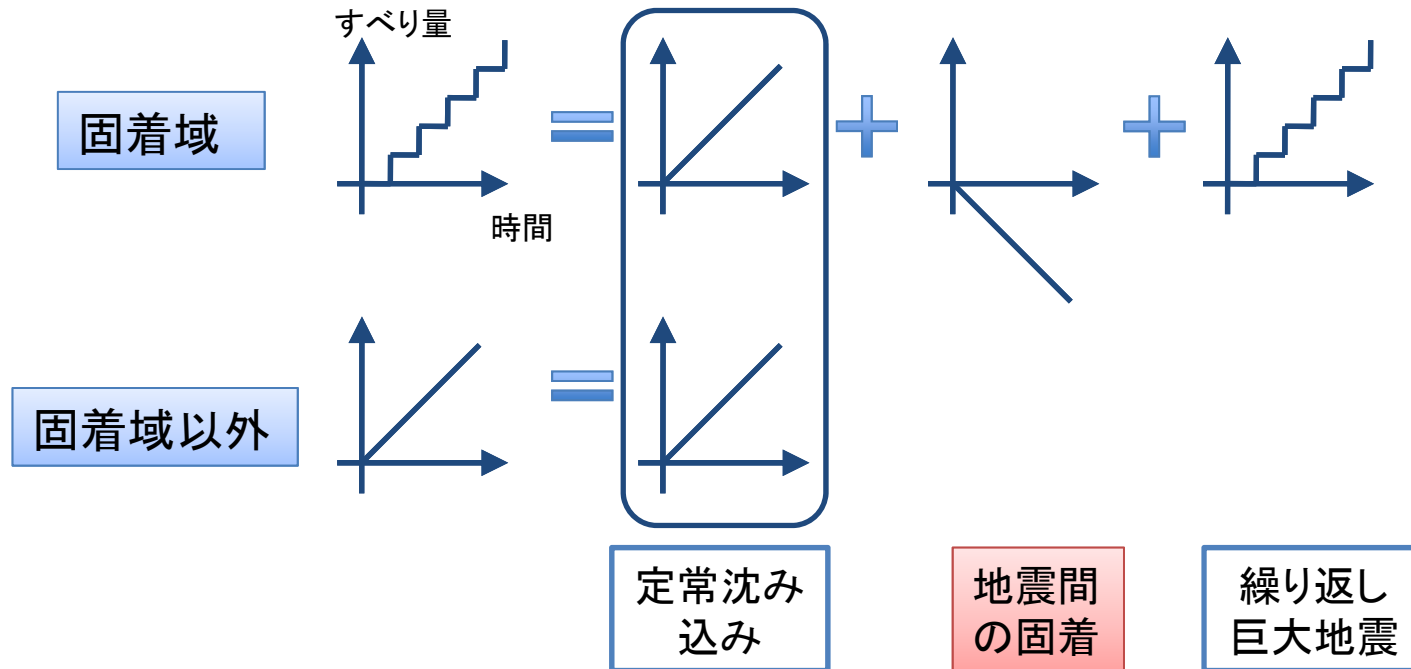 すべり量
固着域
時間
固着域以外
定常沈み
込み
地震間
の固着
繰り返し
巨大地震